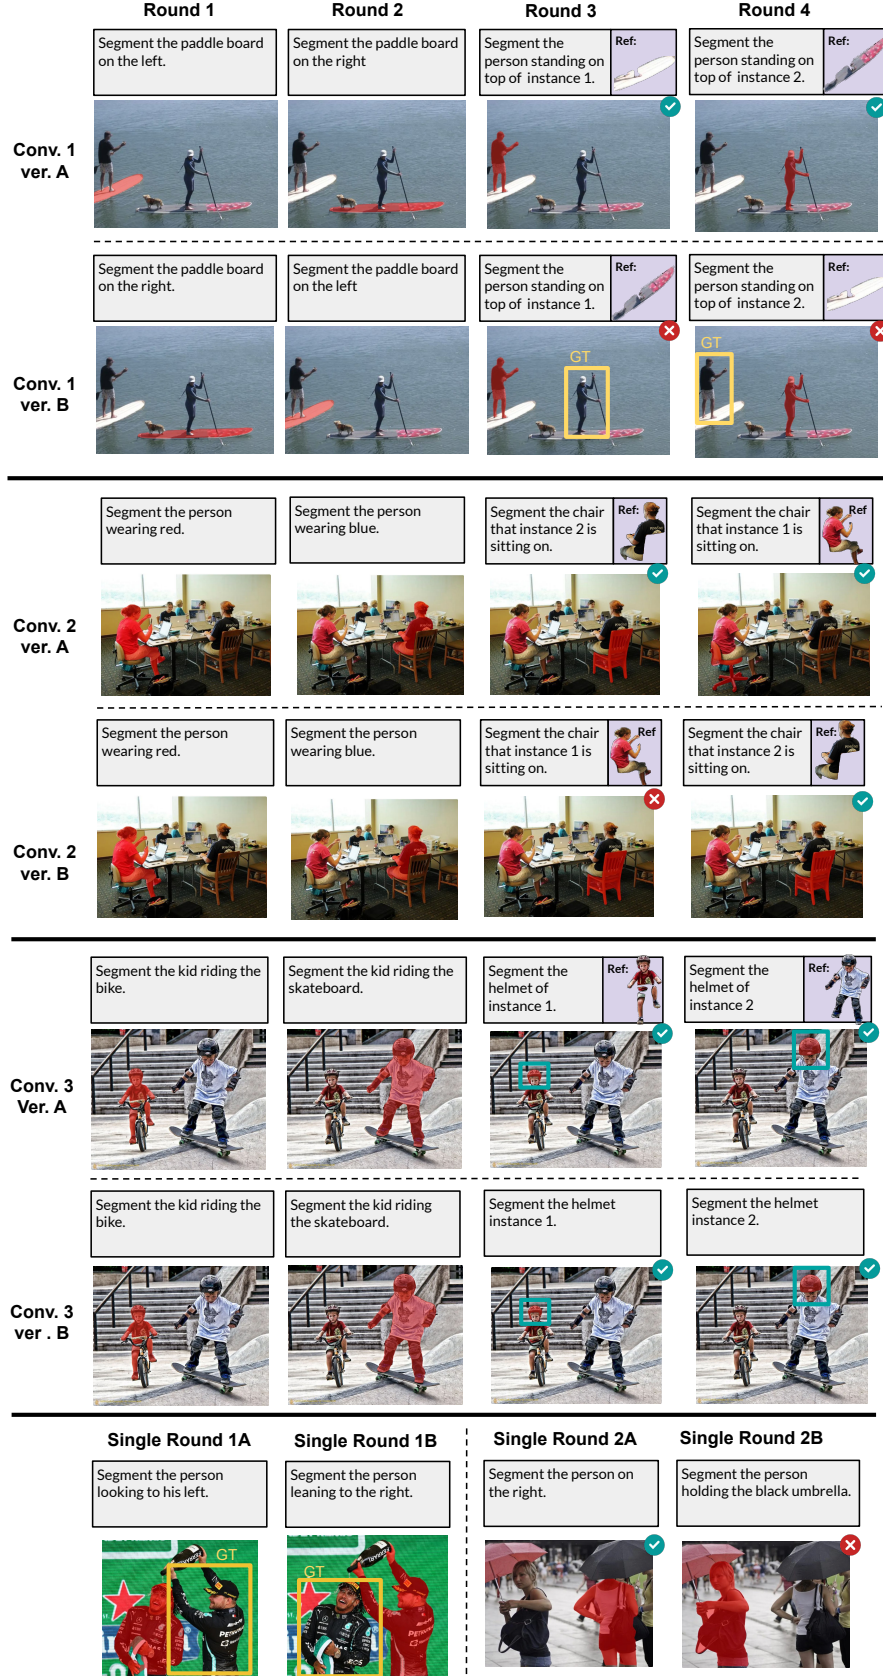 Round 1
Round 2
Round 3
Round 4
Segment the paddle board
on the left.
Segment the paddle board
on the right
Segment the
person standing on
top of instance 1.
Ref:
Segment the
person standing on
top of instance 2.
Ref:
Conv. 1
ver. A
Segment the paddle board
on the right.
Segment the paddle board
on the left
Segment the
person standing on
top of instance 1.
Ref:
Segment the
person standing on
top of instance 2.
Ref:
Conv. 1
ver. B
GT
GT
Segment the person
wearing red.
Segment the person
wearing blue.
Segment the chair
that instance 2 is
sitting on.
Ref:
Segment the chair
that instance 1 is
sitting on.
Ref
Conv. 2
ver. A
Segment the person
wearing red.
Segment the person
wearing blue.
Segment the chair
that instance 1 is
sitting on.
Ref
Segment the chair
that instance 2 is
sitting on.
Ref:
Conv. 2
ver. B
Segment the kid riding the
bike.
Segment the kid riding the
skateboard.
Segment the
helmet of
instance 1.
Ref:
Segment the
helmet of
instance 2
Ref:
Conv. 3
Ver. A
Segment the kid riding the
bike.
Segment the kid riding
the skateboard.
Segment the helmet
instance 1.
Segment the helmet
instance 2.
Conv. 3
ver . B
Single Round 1A
Single Round 1B
Single Round 2A
Single Round 2B
Segment the person
looking to his left.
Segment the person
leaning to the right.
Segment the person on
the right.
Segment the person
holding the black umbrella.
GT
FERRARI
PETRONAS
GT
FERRARI
PETRONAS